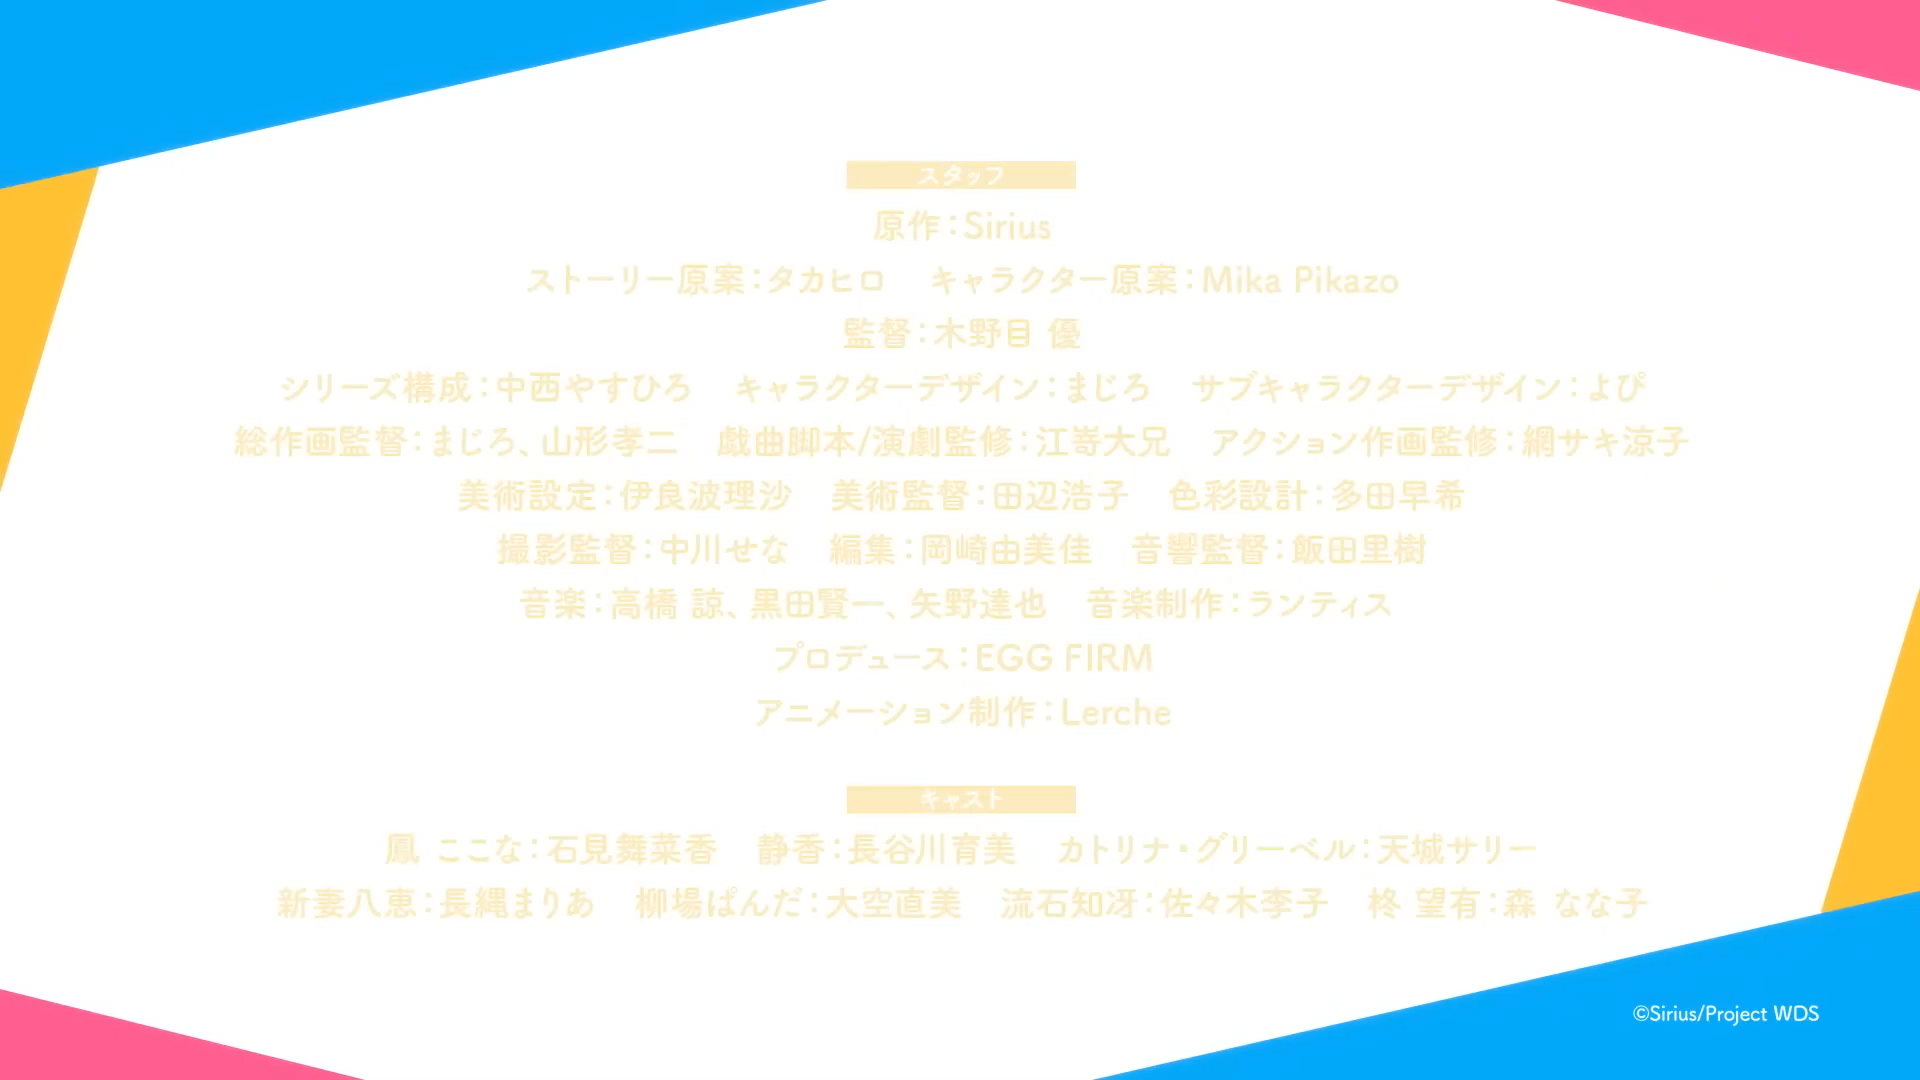 スタッフ
原作：Sirius
ストーリー原案：タカヒロ　キャラクター原案：Mika Pikazo
監督：木野目 優
シリーズ構成：中西やすひろ　キャラクターデザイン：まじろ　サブキャラクターデザイン：よぴ
総作画監督：まじろ、山形孝二　戯曲脚本/演劇監修：江嵜大兄　アクション作画監修：網サキ涼子
美術設定：伊良波理沙　美術監督：田辺浩子　色彩設計：多田早希
撮影監督：中川せな　編集：岡崎由美佳　音響監督：飯田里樹
音楽：高橋 諒、黒田賢一、矢野達也　音楽制作：ランティス
プロデュース：EGG FIRM
アニメーション制作：Lerche
キャスト
鳳 ここな：石見舞菜香　静香：長谷川育美　カトリナ・グリーベル：天城サリー
新妻八恵：長縄まりあ　柳場ぱんだ：大空直美　流石知冴：佐々木李子　柊 望有：森 なな子
©Sirius/Project WDS